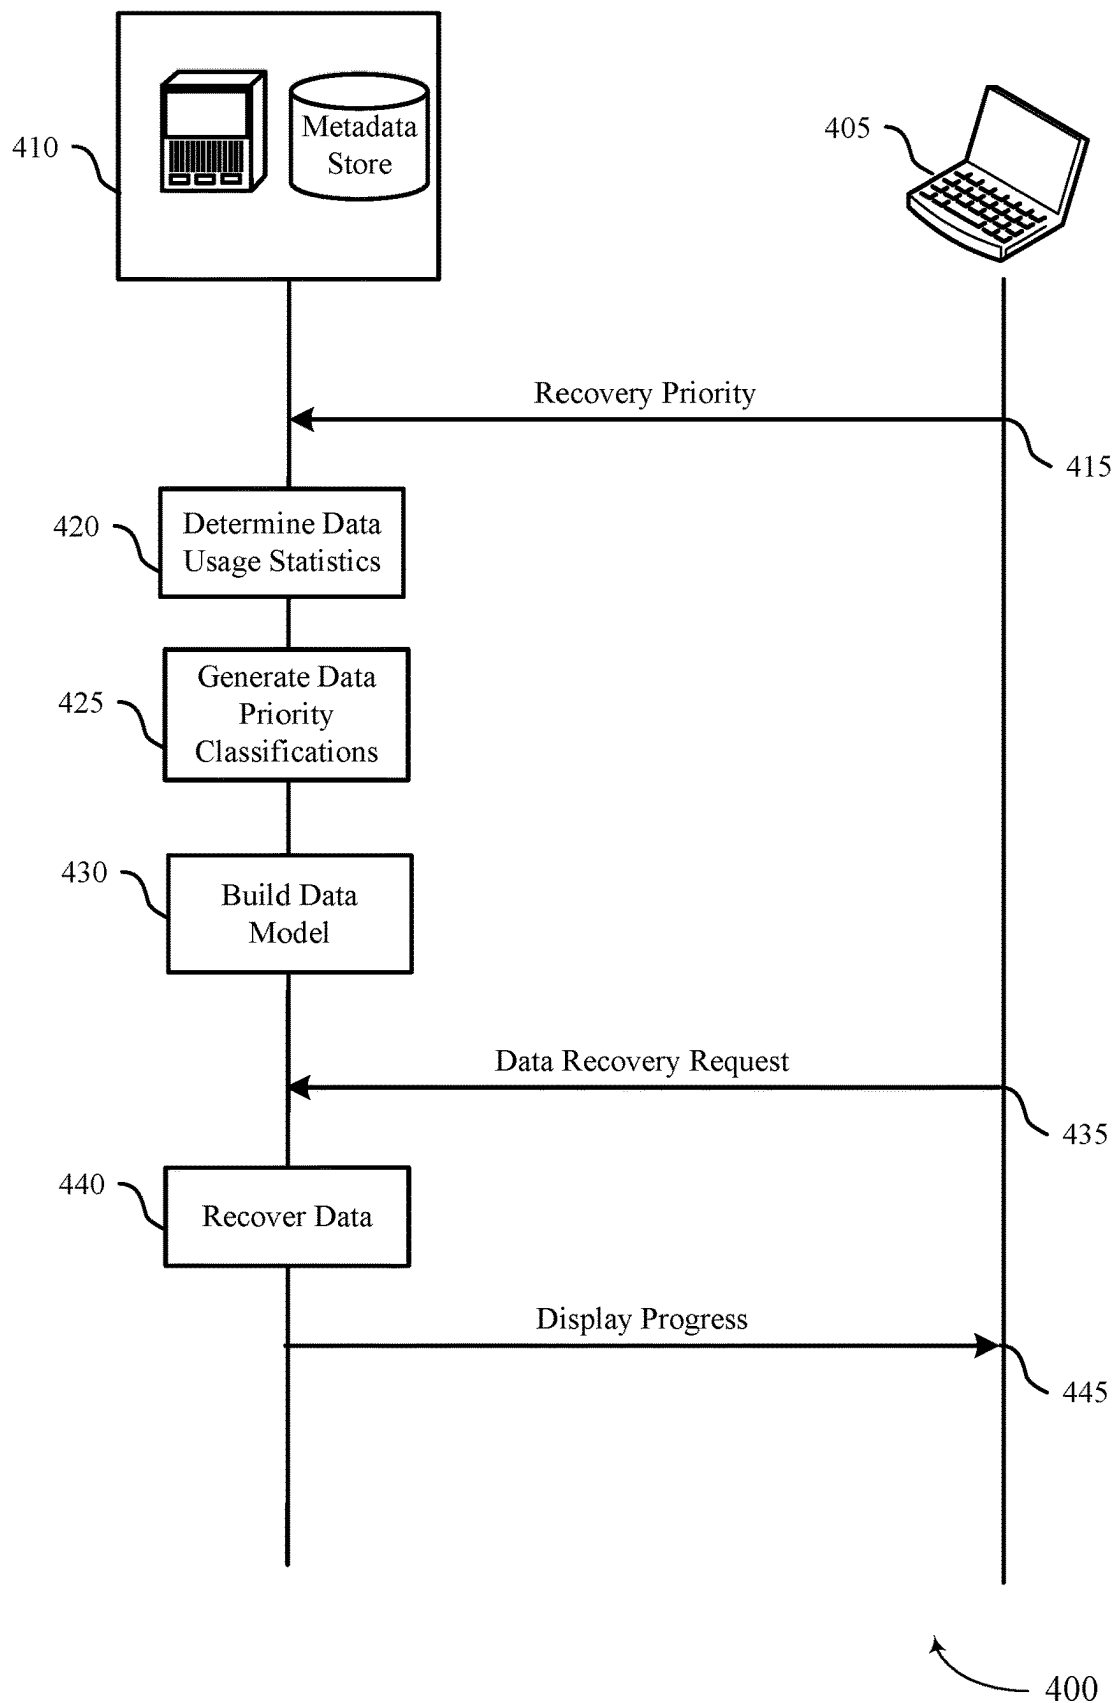 Metadata
Store
410
405
Recovery Priority
415
420
Determine Data
Usage Statistics
425
Generate Data
Priority
Classifications
430
Build Data
Model
Data Recovery Request
435
440
Recover Data
Display Progress
445
400